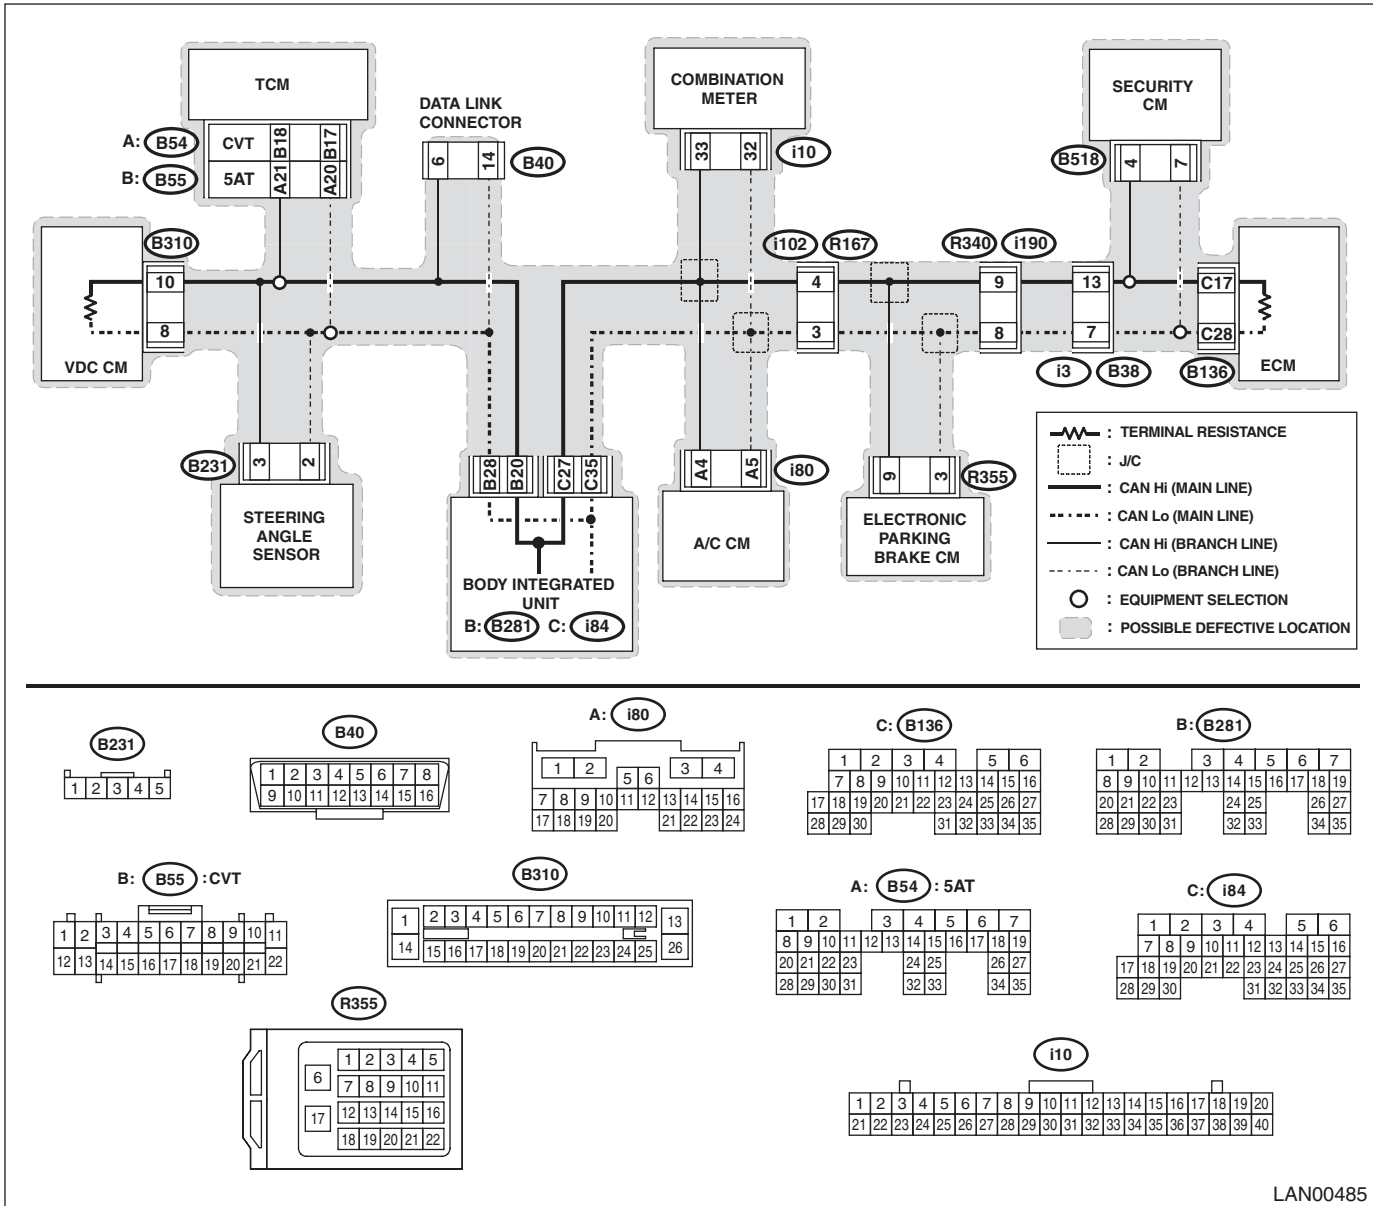 TCM
COMBINATION
METER
SECURITY
CM
DATA LINK
CONNECTOR
A: B54 CVT B18 B17
B: B55 5AT A21 A20
6 14 B40
33 32 i10
B518 4 7
B310
i102 R167
R340 i190
10 4 9 13 C17
8 3 8 7 C28
VDC CM
i3 B38 B136 ECM
B231 3 2
B28 B20 C27 C35
A4 A5 i80
9 3 R355
STEERING
ANGLE
SENSOR
BODY INTEGRATED
UNIT
B: B281 C: i84
A/C CM
ELECTRONIC
PARKING
BRAKE CM
: TERMINAL RESISTANCE
: J/C
: CAN Hi (MAIN LINE)
: CAN Lo (MAIN LINE)
: CAN Hi (BRANCH LINE)
: CAN Lo (BRANCH LINE)
: EQUIPMENT SELECTION
: POSSIBLE DEFECTIVE LOCATION
B231
1 2 3 4 5
B40
1 2 3 4 5 6 7 8
9 10 11 12 13 14 15 16
A: i80
1 2 5 6 3 4
7 8 9 10 11 12 13 14 15 16
17 18 19 20 21 22 23 24
C: B136
1 2 3 4 5 6
7 8 9 10 11 12 13 14 15 16
17 18 19 20 21 22 23 24 25 26 27
28 29 30 31 32 33 34 35
B: B281
1 2 3 4 5 6 7
8 9 10 11 12 13 14 15 16 17 18 19
20 21 22 23 24 25 26 27
28 29 30 31 32 33 34 35
B: B55 : CVT
1 2 3 4 5 6 7 8 9 10 11
12 13 14 15 16 17 18 19 20 21 22
B310
1 2 3 4 5 6 7 8 9 10 11 12 13
14 15 16 17 18 19 20 21 22 23 24 25 26
A: B54 : 5AT
1 2 3 4 5 6 7
8 9 10 11 12 13 14 15 16 17 18 19
20 21 22 23 24 25 26 27
28 29 30 31 32 33 34 35
C: i84
1 2 3 4 5 6
7 8 9 10 11 12 13 14 15 16
17 18 19 20 21 22 23 24 25 26 27
28 29 30 31 32 33 34 35
R355
1 2 3 4 5
6
7 8 9 10 11
12 13 14 15 16
17
18 19 20 21 22
i10
1 2 3 4 5 6 7 8 9 10 11 12 13 14 15 16 17 18 19 20
21 22 23 24 25 26 27 28 29 30 31 32 33 34 35 36 37 38 39 40
LAN00485